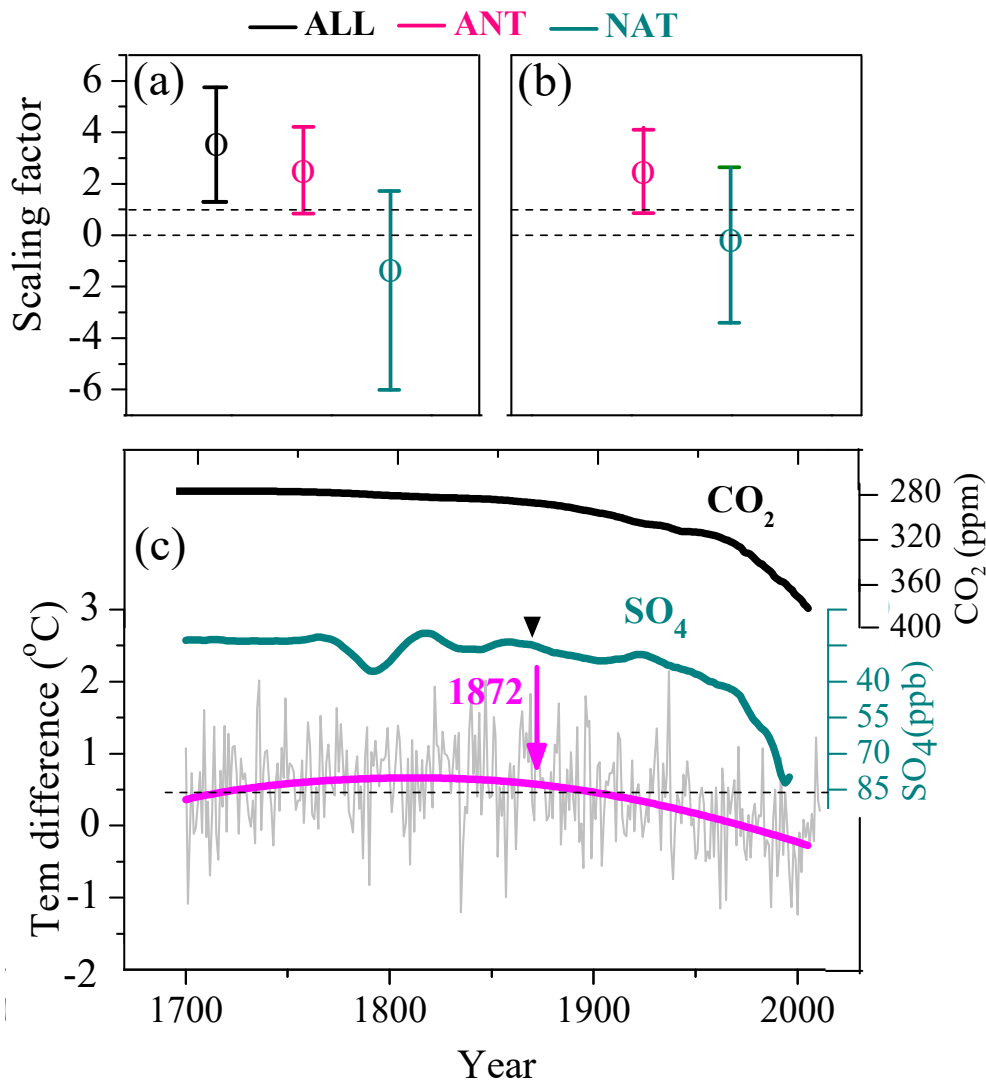 ALL ANT NAT
(a) (b)
6
4
2
0
-2
-4
-6
Scaling factor
(c)
CO2
280
320
360
400
CO2 (ppm)
SO4
1872
40
55
70
85
SO4(ppb)
3
2
1
0
-1
-2
Tem difference (oC)
1700 1800 1900 2000
Year